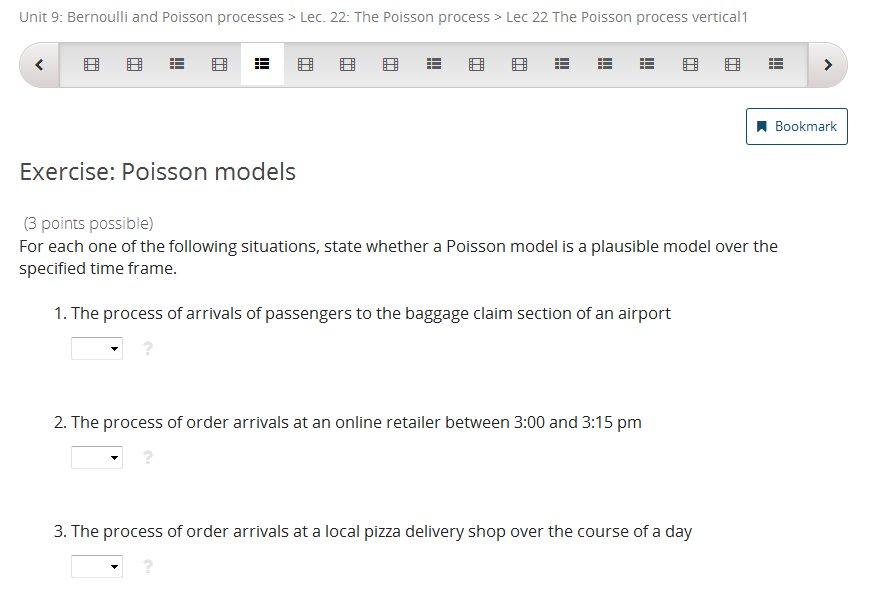 Unit 9: Bernoulli and Poisson processes > Lec. 22: The Poisson process > Lec 22 The Poisson process vertical1
Bookmark
Exercise: Poisson models
(3 points possible)
For each one of the following situations, state whether a Poisson model is a plausible model over the
specified time frame.
1. The process of arrivals of passengers to the baggage claim section of an airport
?
2. The process of order arrivals at an online retailer between 3:00 and 3:15 pm
?
3. The process of order arrivals at a local pizza delivery shop over the course of a day
?